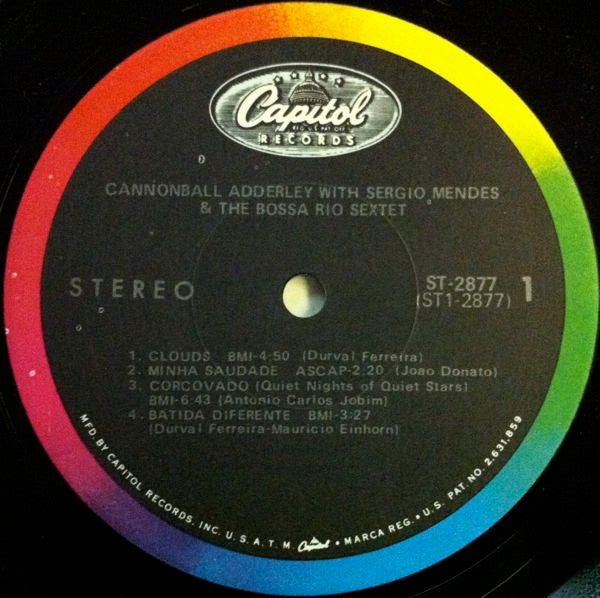 Capitol
REG. U.S. PAT. OFF.
RECORDS
CANNONBALL ADDERLEY WITH SERGIO MENDES
& THE BOSSA RIO SEXTET
STEREO
ST-2877
(ST1-2877)
1
1. CLOUDS BMI-4:50 (Durval Ferreira)
2. MINHA SAUDADE ASCAP-2:20 (Joao Donato)
3. CORCOVADO (Quiet Nights of Quiet Stars)
BMI-6:43 (Antonio Carlos Jobim)
4. BATIDA DIFERENTE BMI-3:27
(Durval Ferreira-Mauricio Einhorn)
MFD. BY CAPITOL RECORDS, INC. U.S.A. T.M. Capitol • MARCA REG. • U.S. PAT. NO. 2,631,859